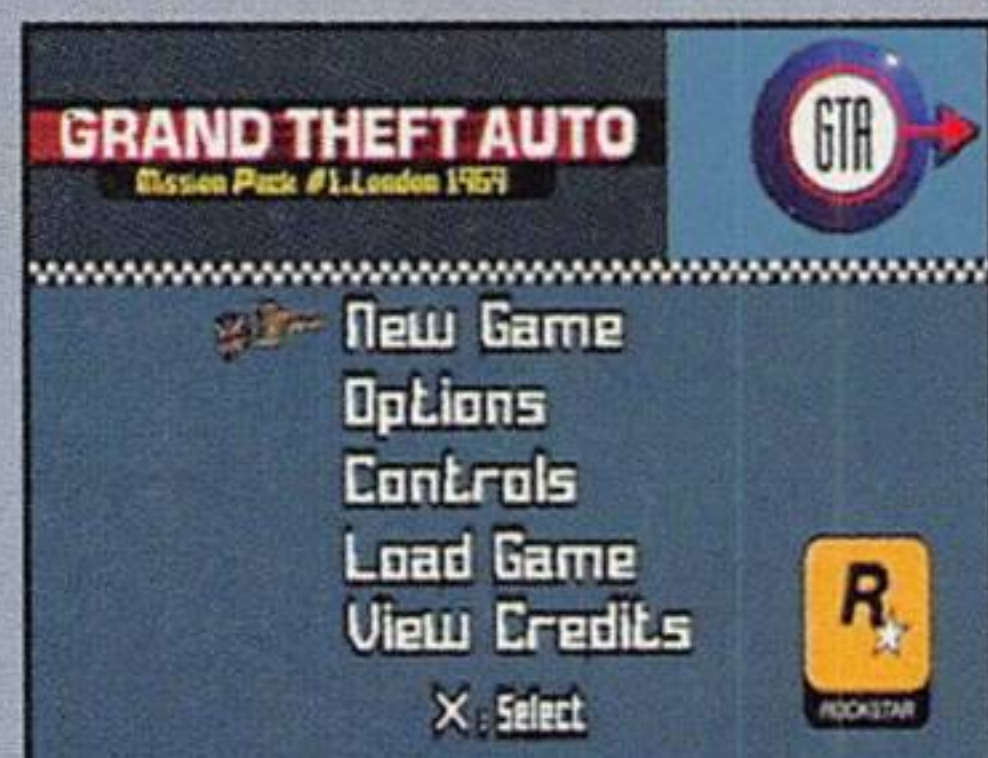 GRAND THEFT AUTO
Mission Pack #1.London 1969
GTA
New Game
Options
Controls
Load Game
View Credits
X : Select
R
ROCKSTAR